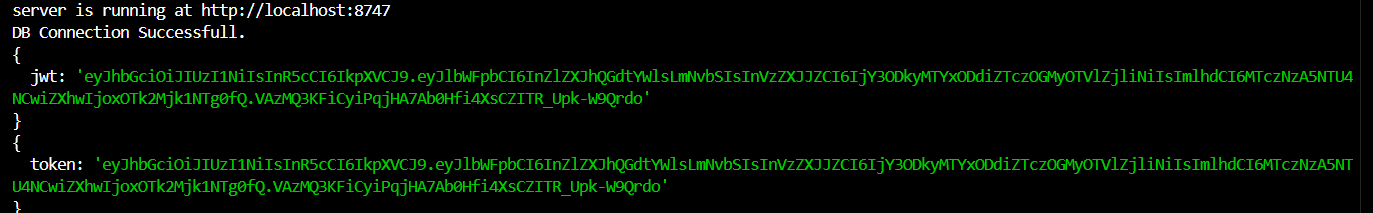 server is running at http://localhost:8747
DB Connection Successfull.
{
  jwt: 'eyJhbGciOiJIUzI1NiIsInR5cCI6IkpXVCJ9.eyJlbWFpbCI6InZlZXJhQGdtYWlsLmNvbSIsInVzZXJJZCI6IjY3ODkyMTYxODdiZTczOGMyOTVlZjliNiIsImlhdCI6MTczNzA5NTU4
NCwiZXhwIjoxOTk2Mjk1NTg0fQ.VAzMQ3KFiCyiPqjHA7Ab0Hfi4XsCZITR_Upk-W9Qrdo'
}
{
  token: 'eyJhbGciOiJIUzI1NiIsInR5cCI6IkpXVCJ9.eyJlbWFpbCI6InZlZXJhQGdtYWlsLmNvbSIsInVzZXJJZCI6IjY3ODkyMTYxODdiZTczOGMyOTVlZjliNiIsImlhdCI6MTczNzA5NT
U4NCwiZXhwIjoxOTk2Mjk1NTg0fQ.VAzMQ3KFiCyiPqjHA7Ab0Hfi4XsCZITR_Upk-W9Qrdo'
}